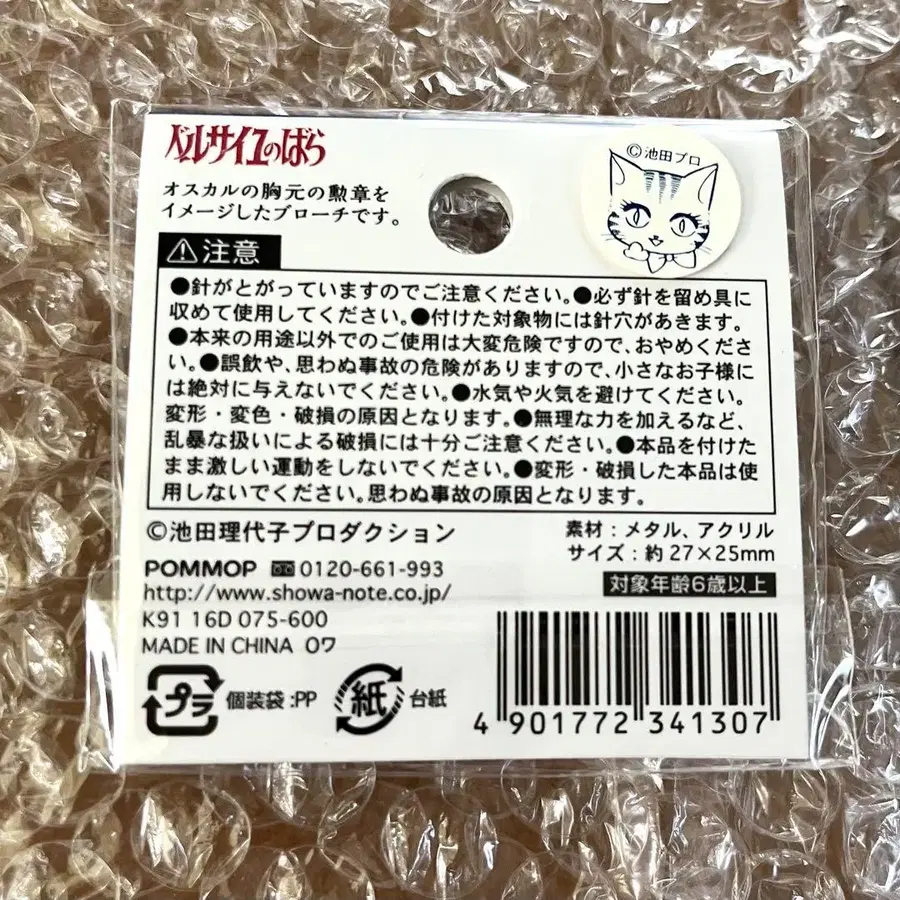 ベルサイユのばら
©池田プロ
オスカルの胸元の勲章を
イメージしたブローチです。
⚠注意
●針がとがっていますのでご注意ください。●必ず針を留め具に
収めて使用してください。●付けた対象物には針穴があきます。
●本来の用途以外でのご使用は大変危険ですので、おやめくださ
い。●誤飲や、思わぬ事故の危険がありますので、小さなお子様に
は絶対に与えないでください。●水気や火気を避けてください。
変形・変色・破損の原因となります。●無理な力を加えるなど、
乱暴な扱いによる破損には十分ご注意ください。●本品を付けた
まま激しい運動をしないでください。●変形・破損した本品は使
用しないでください。思わぬ事故の原因となります。
©池田理代子プロダクション
素材：メタル、アクリル
サイズ：約27×25mm
POMMOP 0120-661-993
http://www.showa-note.co.jp/
対象年齢6歳以上
K91 16D 075-600
MADE IN CHINA 07
プラ 個装袋:PP 紙 台紙
4 901772 341307